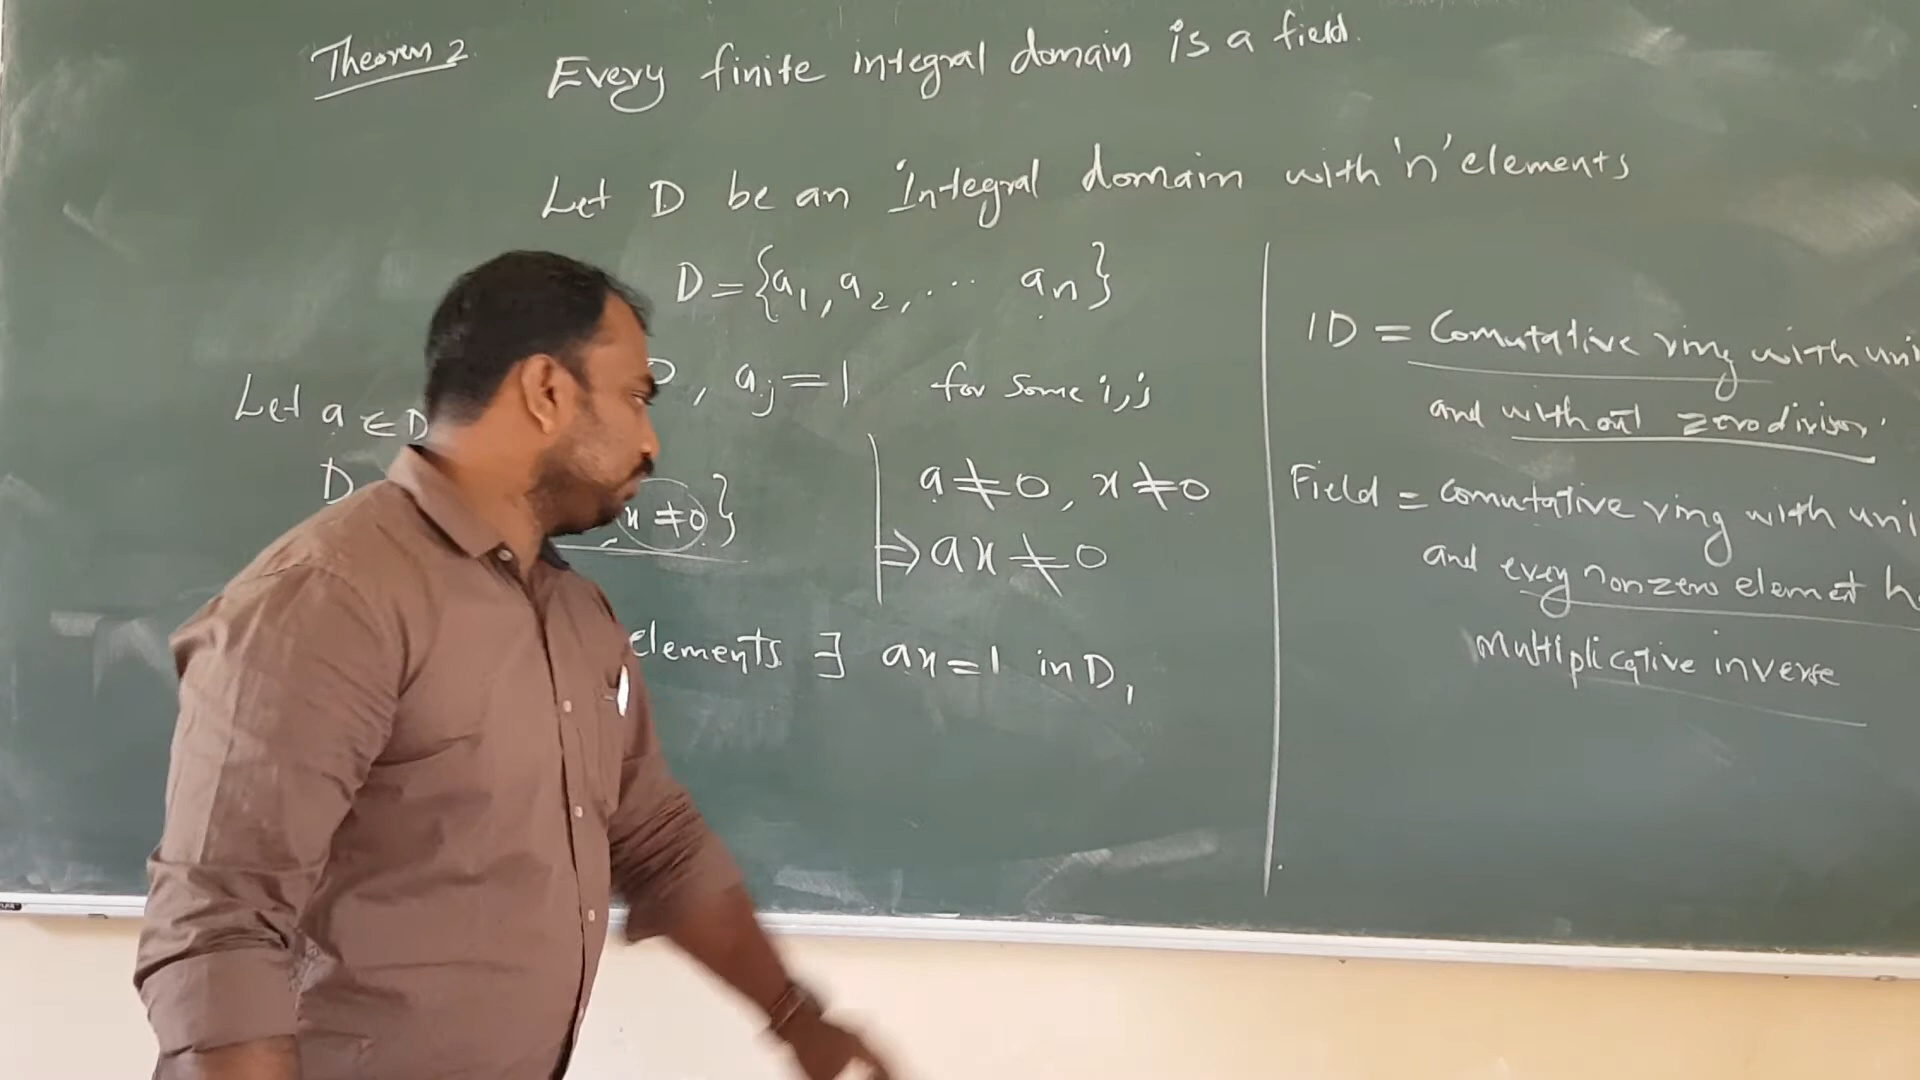 Theorem 2 Every finite integral domain is a field.
Let D be an Integral domain with 'n' elements
D = {a₁, a₂, ... aₙ}
, aⱼ = 1 for some i, j
Let a ∈ D
D x ≠ 0}
elements ∃ ax = 1 in D,
a ≠ 0, x ≠ 0
⇒ ax ≠ 0
ID = Comutative ring with uni
and without zero divisor.
Field = Comutative ring with uni
and every nonzero element h
Multiplicative inverse